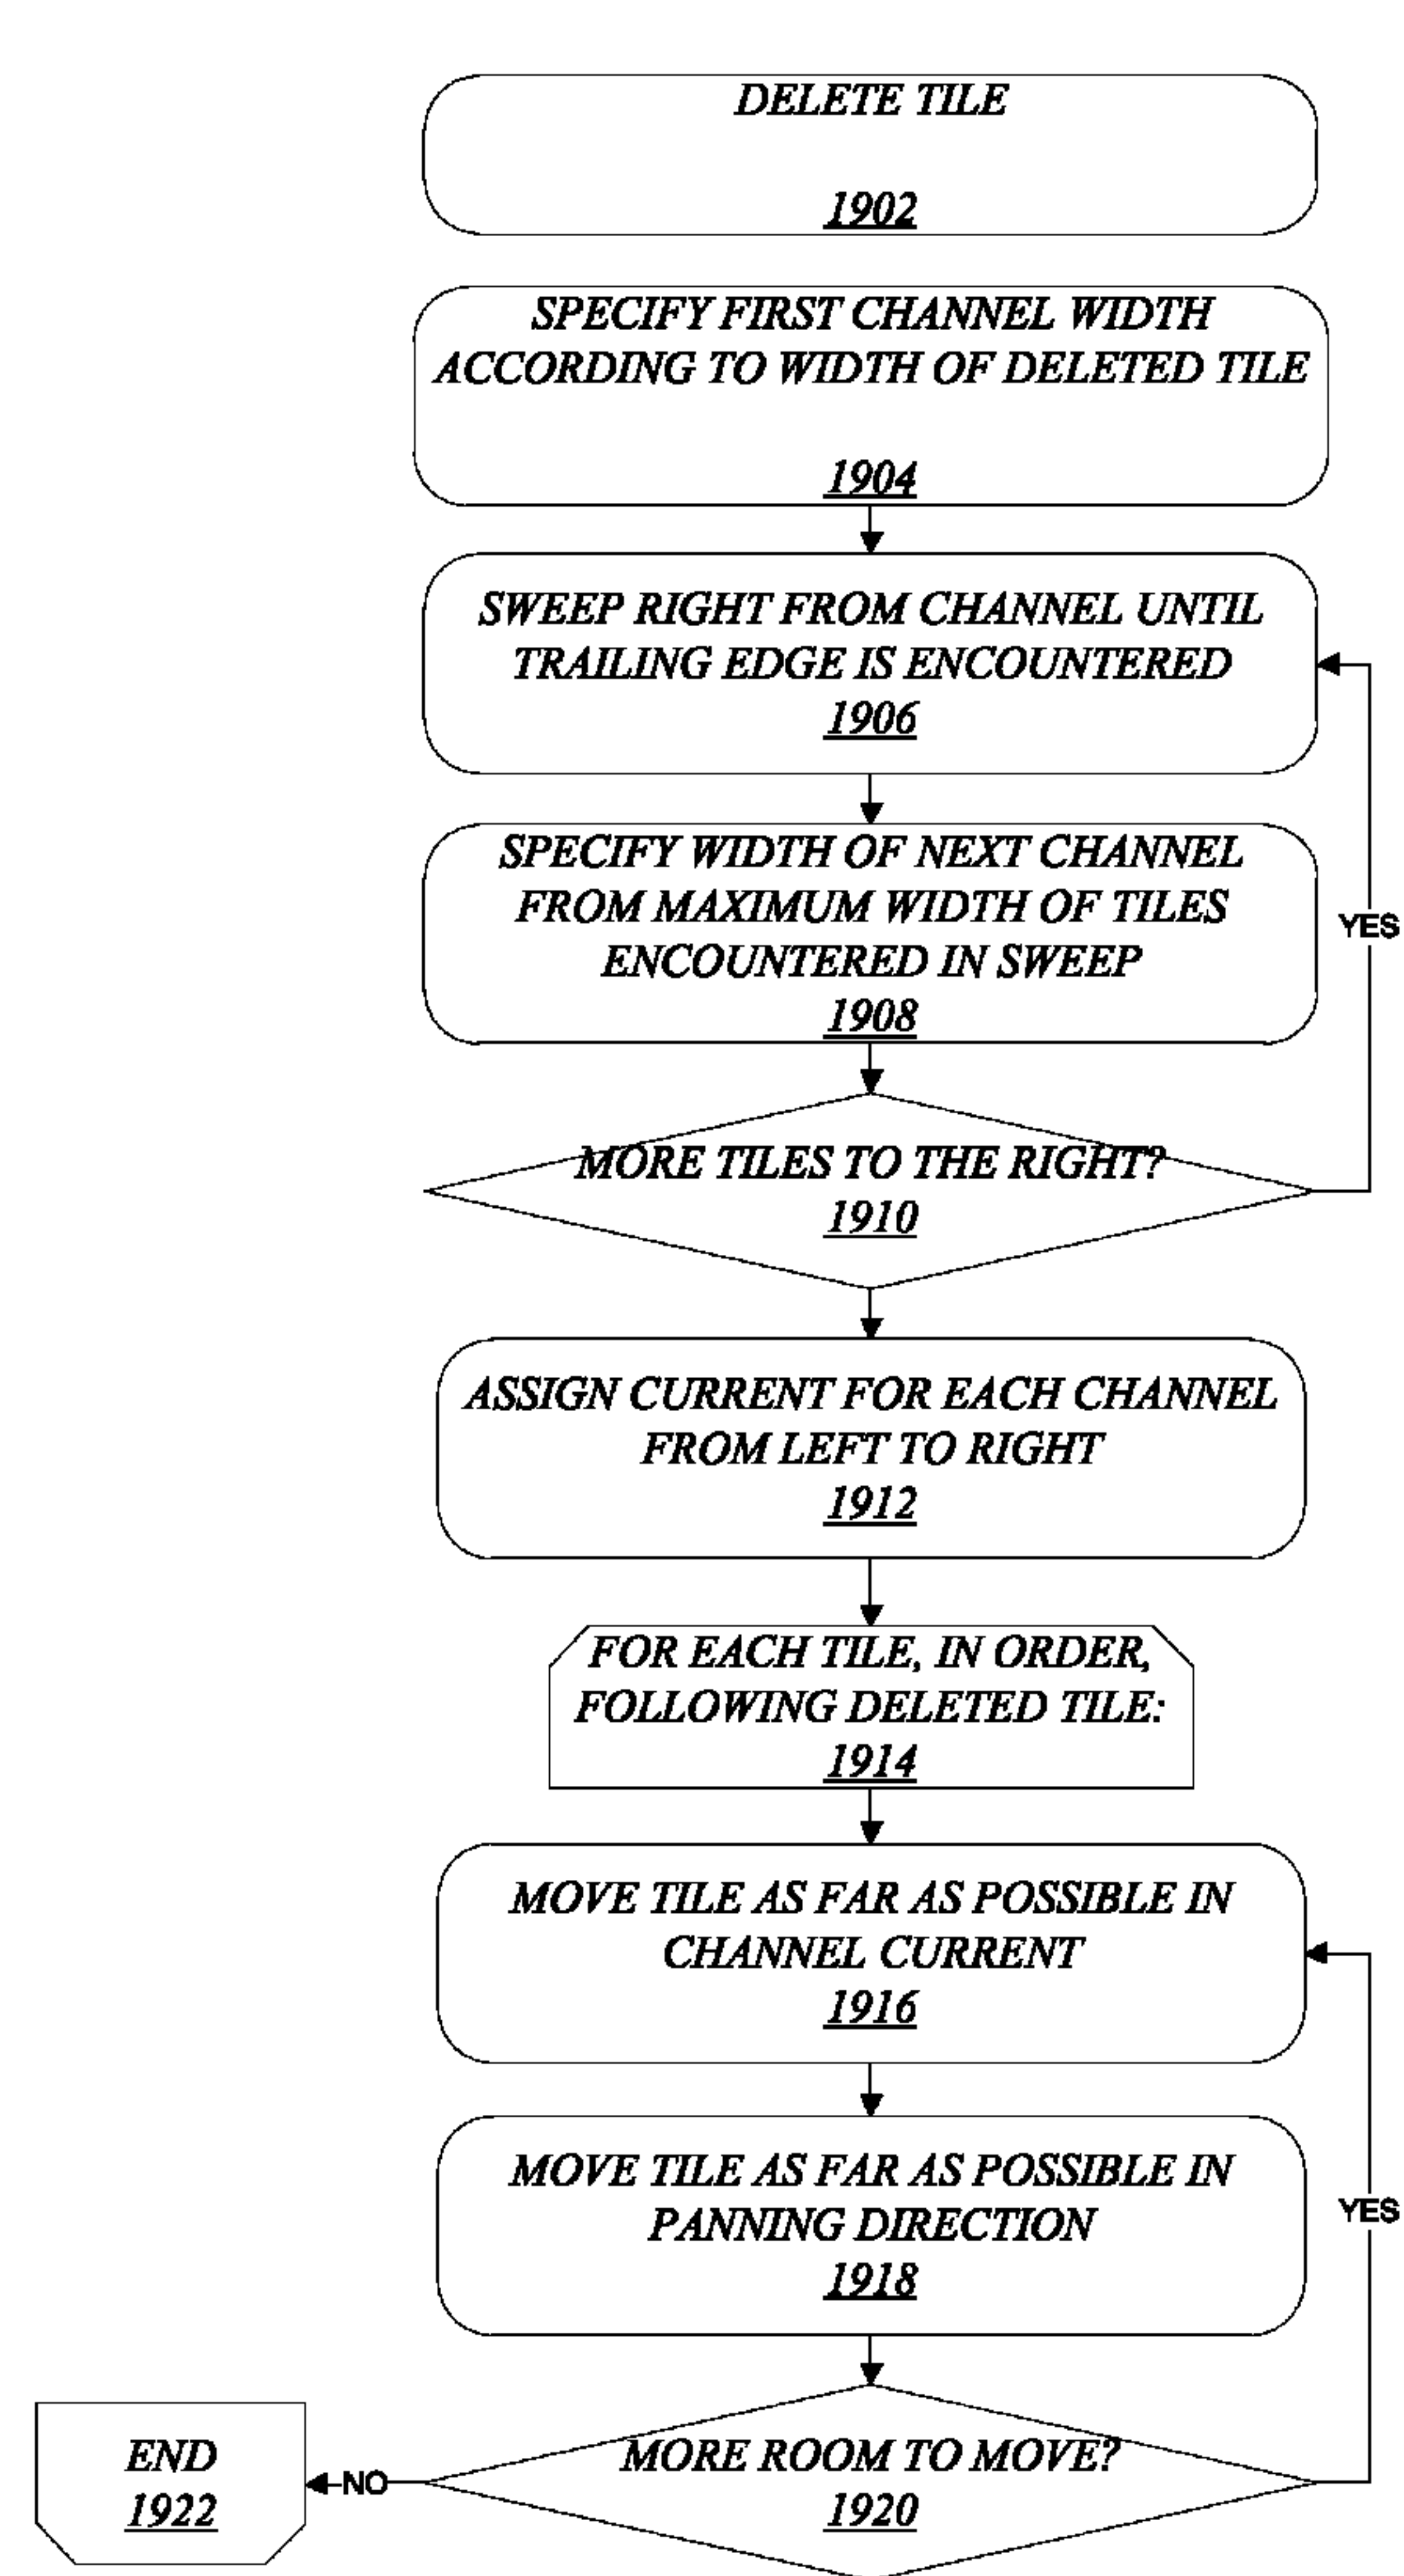 DELETE TILE
1902
SPECIFY FIRST CHANNEL WIDTH
ACCORDING TO WIDTH OF DELETED TILE
1904
SWEEP RIGHT FROM CHANNEL UNTIL
TRAILING EDGE IS ENCOUNTERED
1906
SPECIFY WIDTH OF NEXT CHANNEL
FROM MAXIMUM WIDTH OF TILES
ENCOUNTERED IN SWEEP
1908
YES
MORE TILES TO THE RIGHT?
1910
ASSIGN CURRENT FOR EACH CHANNEL
FROM LEFT TO RIGHT
1912
FOR EACH TILE, IN ORDER,
FOLLOWING DELETED TILE:
1914
MOVE TILE AS FAR AS POSSIBLE IN
CHANNEL CURRENT
1916
MOVE TILE AS FAR AS POSSIBLE IN
PANNING DIRECTION
1918
YES
MORE ROOM TO MOVE?
1920
NO
END
1922